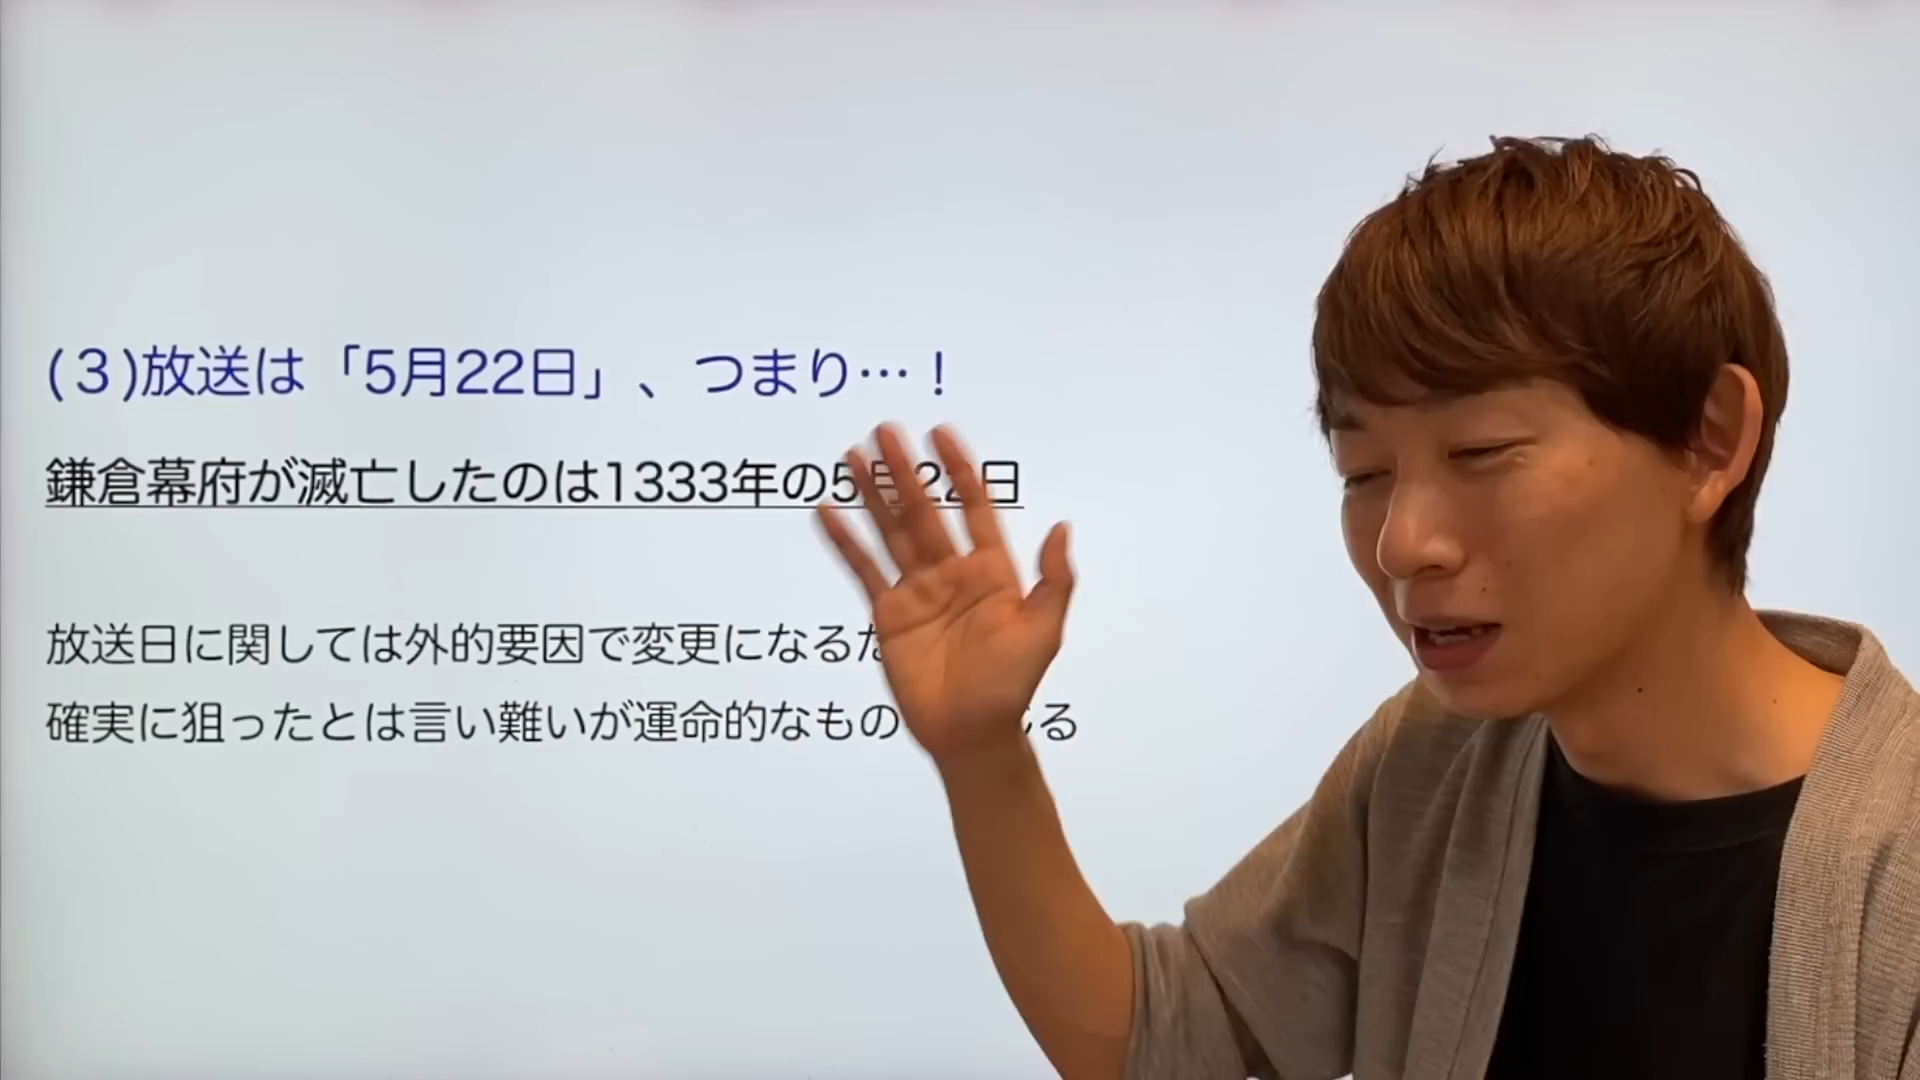 (３)放送は「5月22日」、つまり…！
鎌倉幕府が滅亡したのは1333年の5月22日
放送日に関しては外的要因で変更になるた
確実に狙ったとは言い難いが運命的なもの